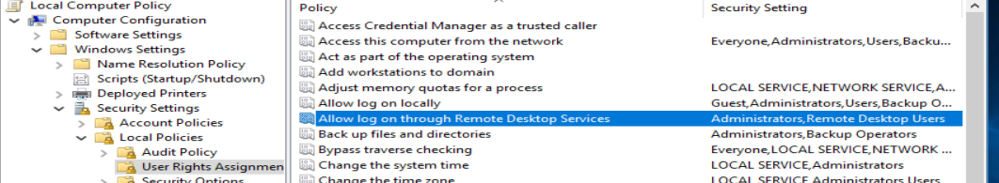 Local Computer Policy
Computer Configuration
Software Settings
Windows Settings
Name Resolution Policy
Scripts (Startup/Shutdown)
Deployed Printers
Security Settings
Account Policies
Local Policies
Audit Policy
User Rights Assignmen
Security Options
Policy Security Setting
Access Credential Manager as a trusted caller
Access this computer from the network Everyone,Administrators,Users,Backu...
Act as part of the operating system
Add workstations to domain
Adjust memory quotas for a process LOCAL SERVICE,NETWORK SERVICE,A...
Allow log on locally Guest,Administrators,Users,Backup O...
Allow log on through Remote Desktop Services Administrators,Remote Desktop Users
Back up files and directories Administrators,Backup Operators
Bypass traverse checking Everyone,LOCAL SERVICE,NETWORK ...
Change the system time LOCAL SERVICE,Administrators
Change the time zone LOCAL SERVICE,Administrators,Users